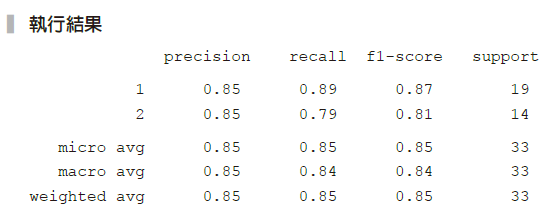 執行結果
precision recall f1-score support
1 0.85 0.89 0.87 19
2 0.85 0.79 0.81 14
micro avg 0.85 0.85 0.85 33
macro avg 0.85 0.84 0.84 33
weighted avg 0.85 0.85 0.85 33